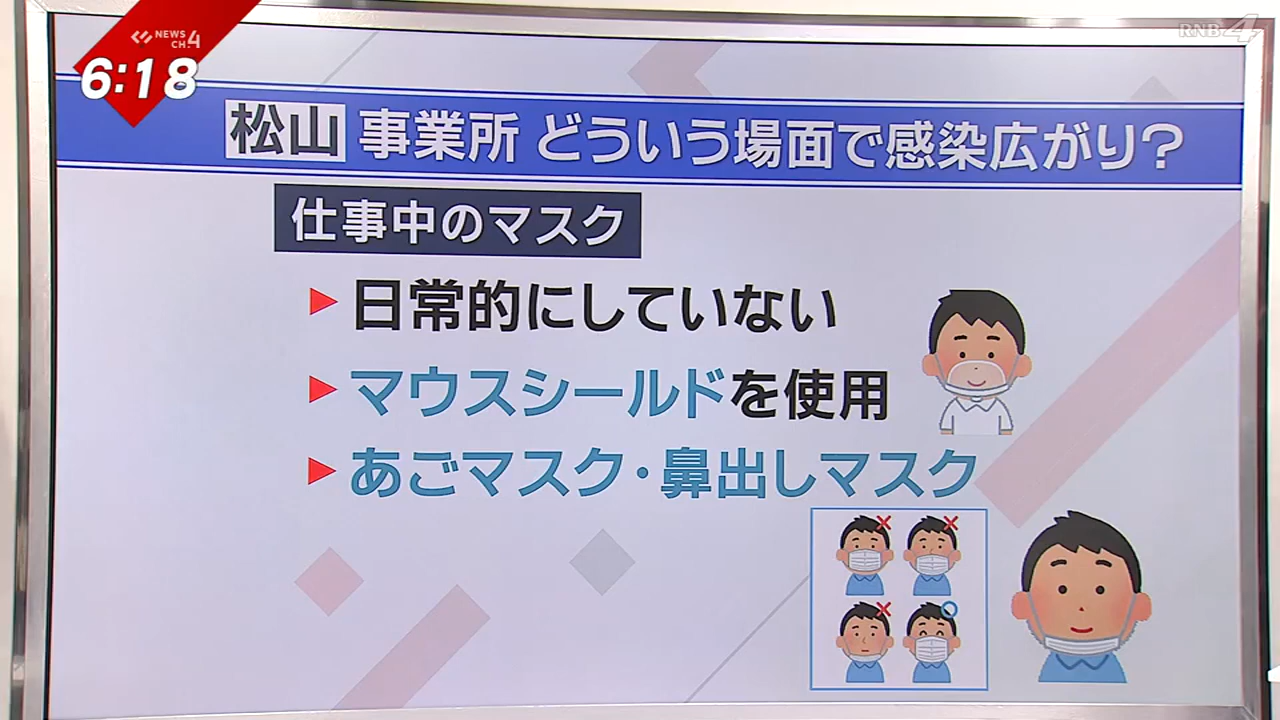 NEWS
CH.4
6:18
RNB 4
松山 事業所 どういう場面で感染広がり？
仕事中のマスク
▶日常的にしていない
▶マウスシールドを使用
▶あごマスク・鼻出しマスク